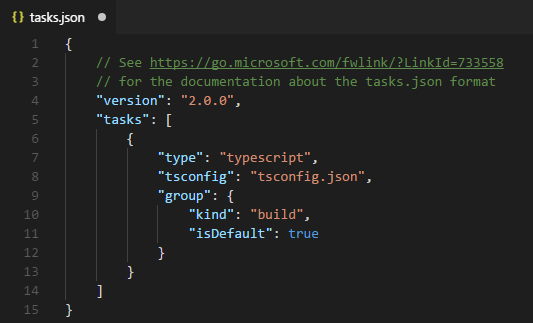 {} tasks.json ●
1 {
2 // See https://go.microsoft.com/fwlink/?LinkId=733558
3 // for the documentation about the tasks.json format
4 "version": "2.0.0",
5 "tasks": [
6 {
7 "type": "typescript",
8 "tsconfig": "tsconfig.json",
9 "group": {
10 "kind": "build",
11 "isDefault": true
12 }
13 }
14 ]
15 }